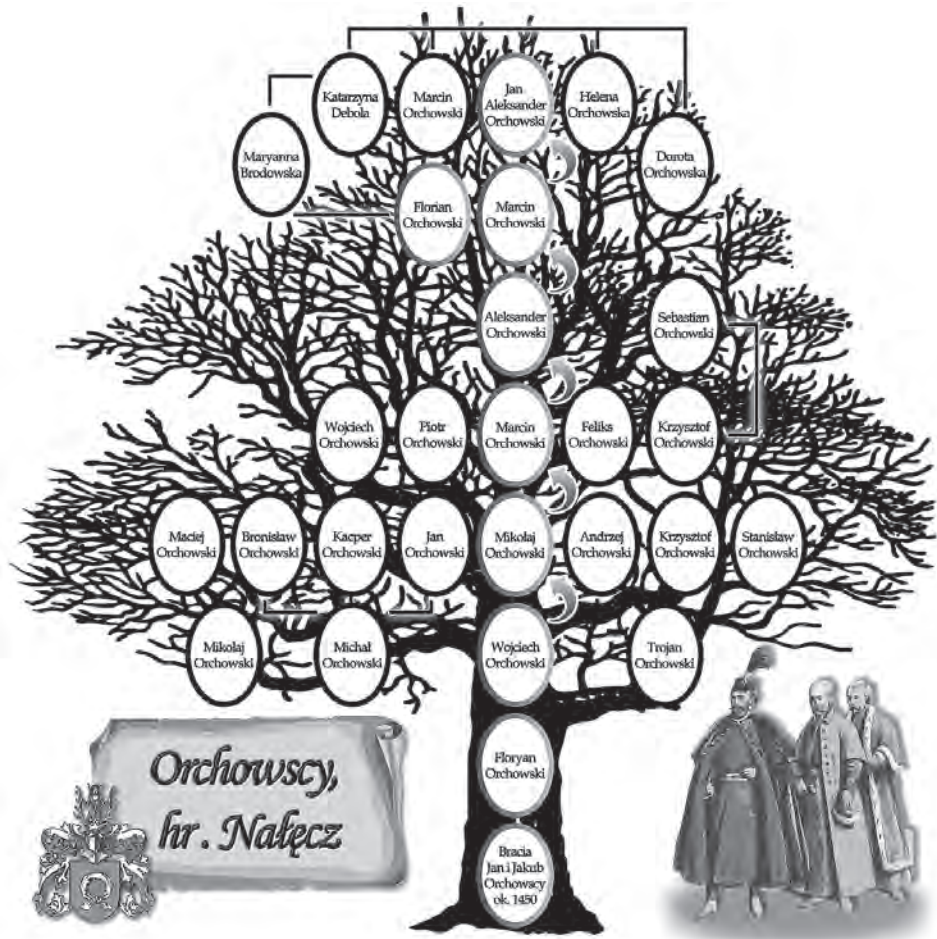 Katarzyna
Debola
Marcin
Orchowski
Jan
Aleksander
Orchowski
Helena
Orchowska
Maryanna
Brodowska
Dorota
Orchowska
Florian
Orchowski
Marcin
Orchowski
Aleksander
Orchowski
Sebastian
Orchowski
Wojciech
Orchowski
Piotr
Orchowski
Marcin
Orchowski
Feliks
Orchowski
Krzysztof
Orchowski
Maciej
Orchowski
Bronisław
Orchowski
Kacper
Orchowski
Jan
Orchowski
Mikołaj
Orchowski
Andrzej
Orchowski
Krzysztof
Orchowski
Stanisław
Orchowski
Mikołaj
Orchowski
Michał
Orchowski
Wojciech
Orchowski
Trojan
Orchowski
Floryan
Orchowski
Orchowscy,
hr. Nałęcz
Bracia
Jan i Jakub
Orchowscy
ok. 1450